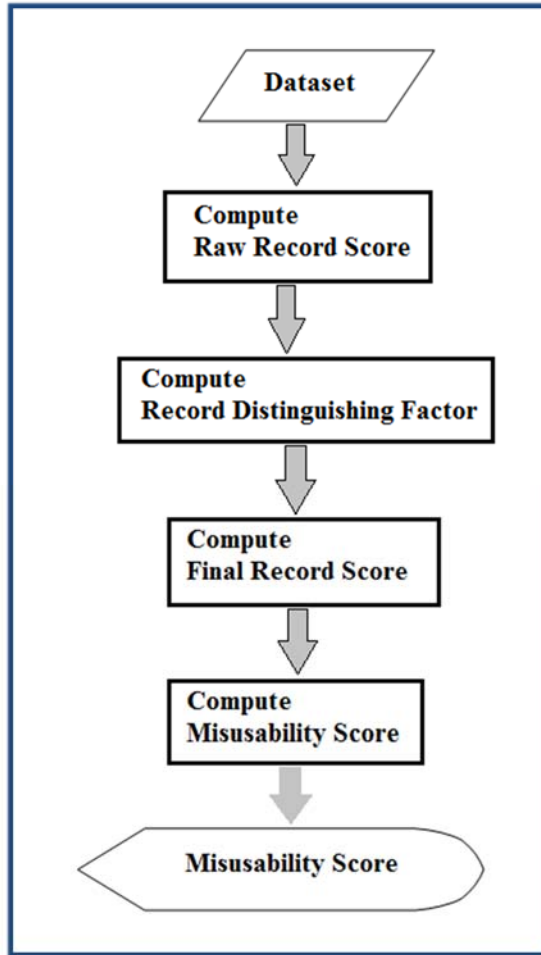 Dataset
Compute
Raw Record Score
Compute
Record Distinguishing Factor
Compute
Final Record Score
Compute
Misusability Score
Misusability Score